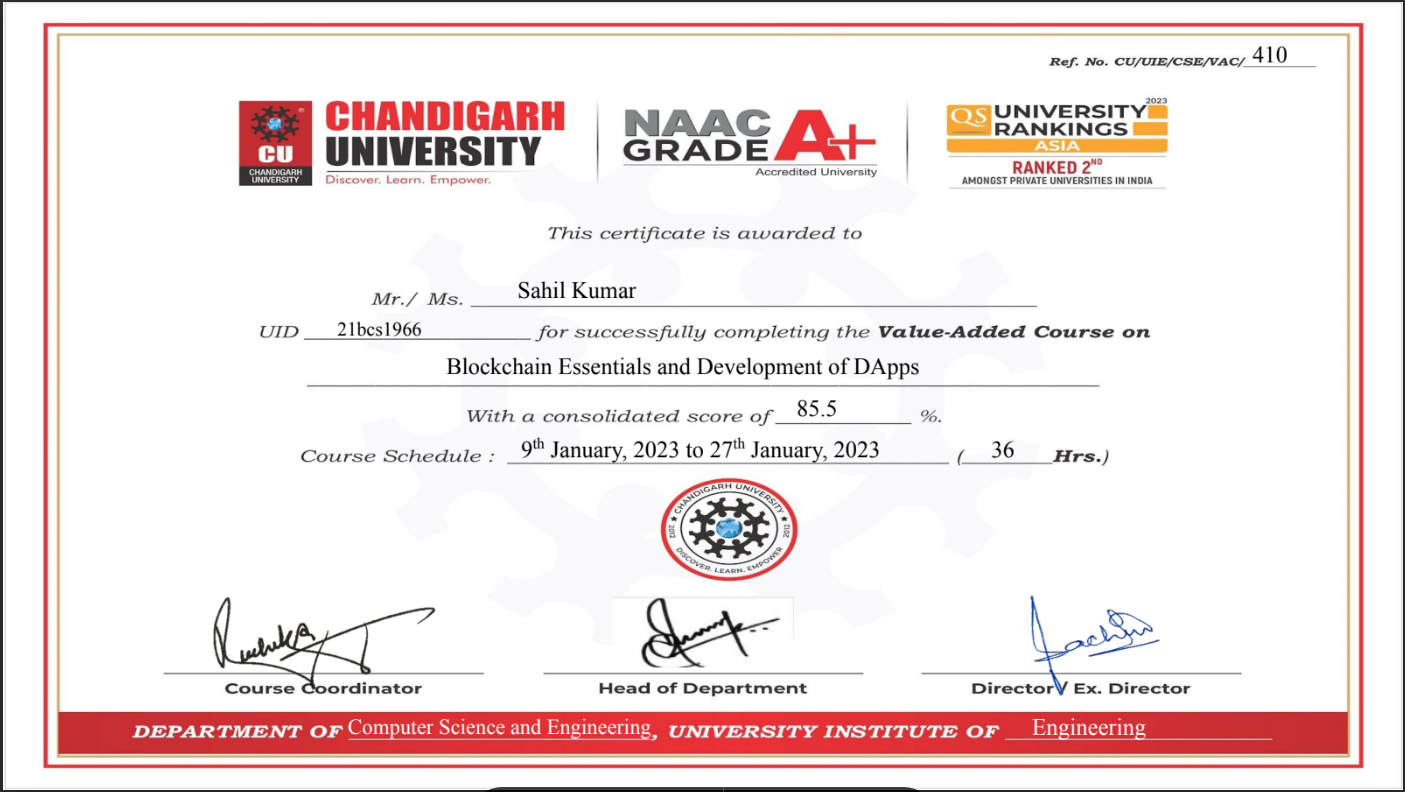 Ref. No. CU/UIE/CSE/VAC/ 410
CU
CHANDIGARH
UNIVERSITY
CHANDIGARH
UNIVERSITY
Discover. Learn. Empower.
NAAC
GRADE A+
Accredited University
QS UNIVERSITY 2023
RANKINGS
ASIA
RANKED 2ND
AMONGST PRIVATE UNIVERSITIES IN INDIA
This certificate is awarded to
Mr./ Ms. Sahil Kumar
UID 21bcs1966 for successfully completing the Value-Added Course on
Blockchain Essentials and Development of DApps
With a consolidated score of 85.5 %.
Course Schedule : 9th January, 2023 to 27th January, 2023 ( 36 Hrs.)
CHANDIGARH UNIVERSITY
2012 2012
DISCOVER. LEARN. EMPOWER
Course Coordinator
Head of Department
Director / Ex. Director
DEPARTMENT OF Computer Science and Engineering, UNIVERSITY INSTITUTE OF Engineering